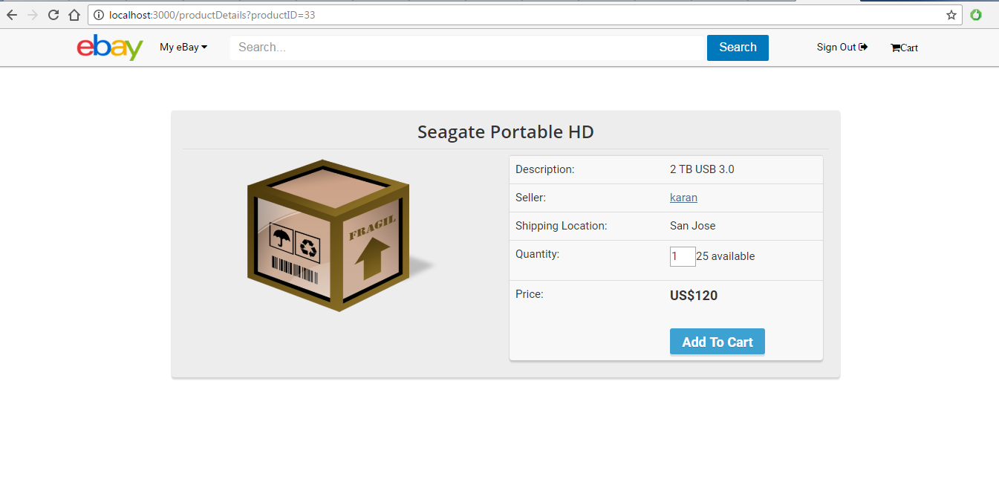 localhost:3000/productDetails?productID=33
ebay My eBay Search... Search Sign Out Cart
Seagate Portable HD
FRAGIL
Description: 2 TB USB 3.0
Seller: karan
Shipping Location: San Jose
Quantity: 1 25 available
Price: US$120
Add To Cart